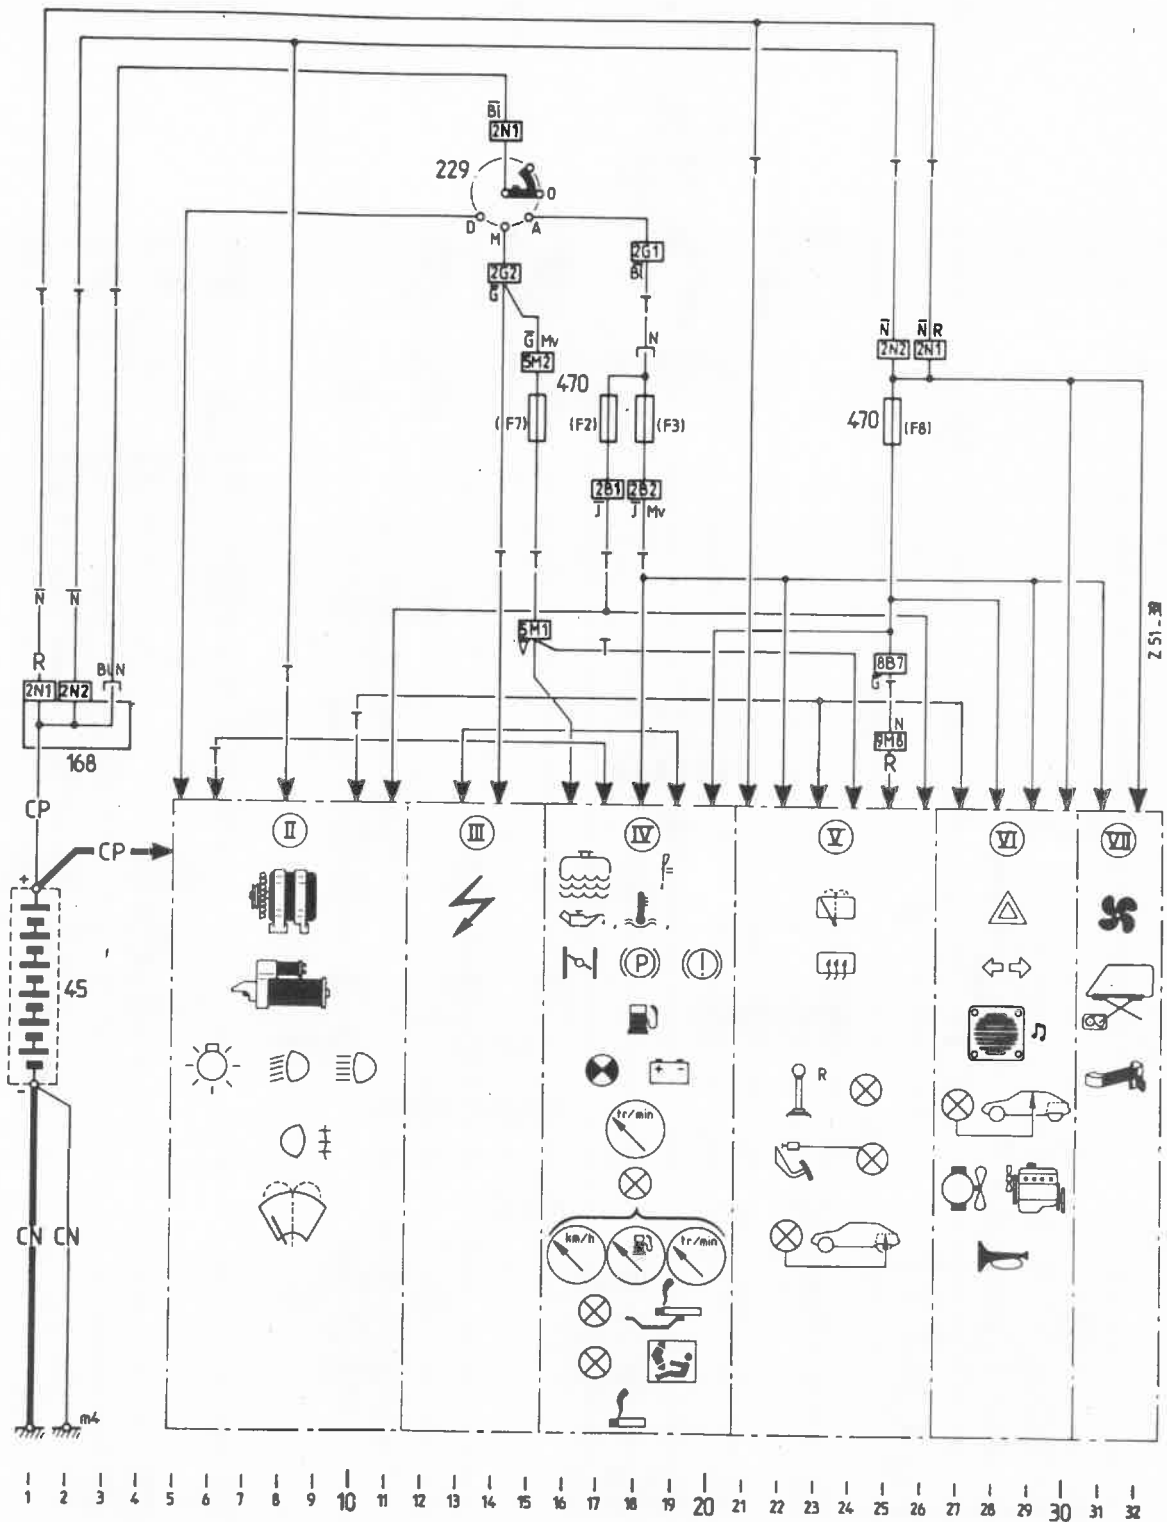 B̅i
2N1
229
O
D
M
A
2G2
G̅
2G1
B̅i
T
T
T
T
T
T
T
N
G̅ Mv
5M2
470
(F7)
(F2)
(F3)
N̅
N̅ R
2N2
2N1
470
(F8)
2B1
2B2
J̅
J̅ Mv
T
T
T
T
N̅
N̅
5M1
V
T
R
Bl N
2N1
2N2
168
T
8B7
G̅
T
N
9M8
R
T
T
CP
CP
+
45
-
CN
CN
m4
II
III
IV
V
VI
VII
P
!
+ -
tr/min
km/h
tr/min
R
1 2 3 4 5 6 7 8 9 10 11 12 13 14 15 16 17 18 19 20 21 22 23 24 25 26 27 28 29 30 31 32